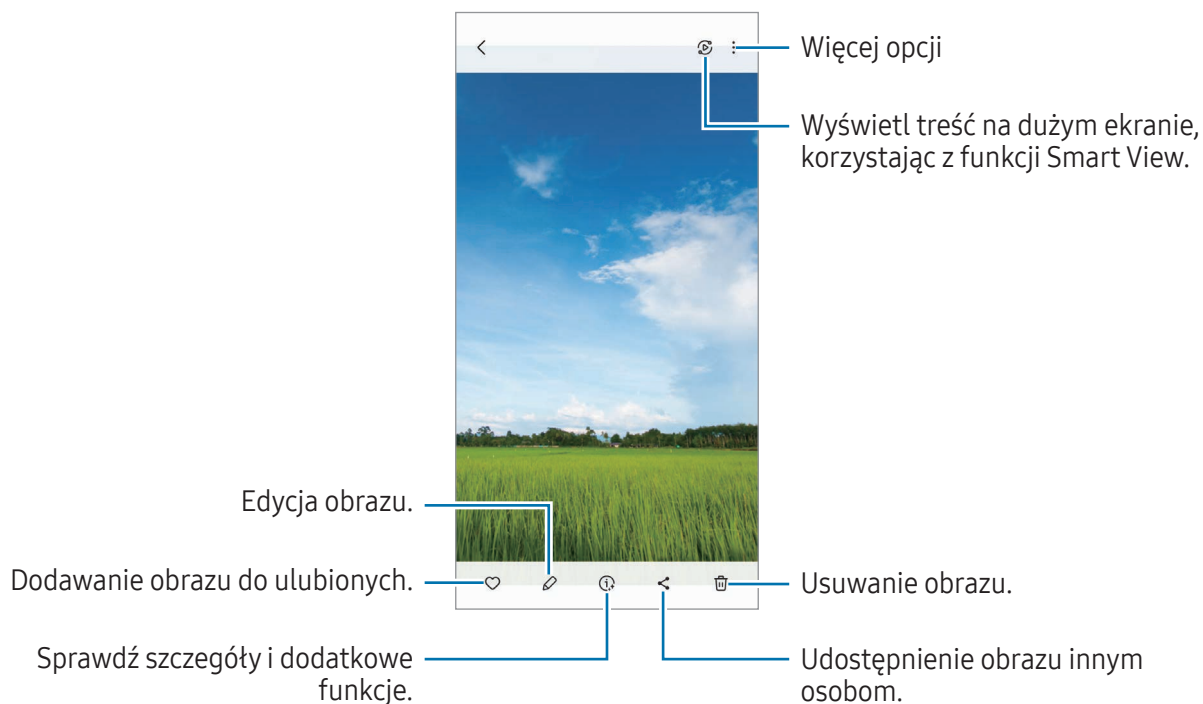 Więcej opcji
Wyświetl treść na dużym ekranie,
korzystając z funkcji Smart View.
Edycja obrazu.
Dodawanie obrazu do ulubionych.
Usuwanie obrazu.
Sprawdź szczegóły i dodatkowe
funkcje.
Udostępnienie obrazu innym
osobom.